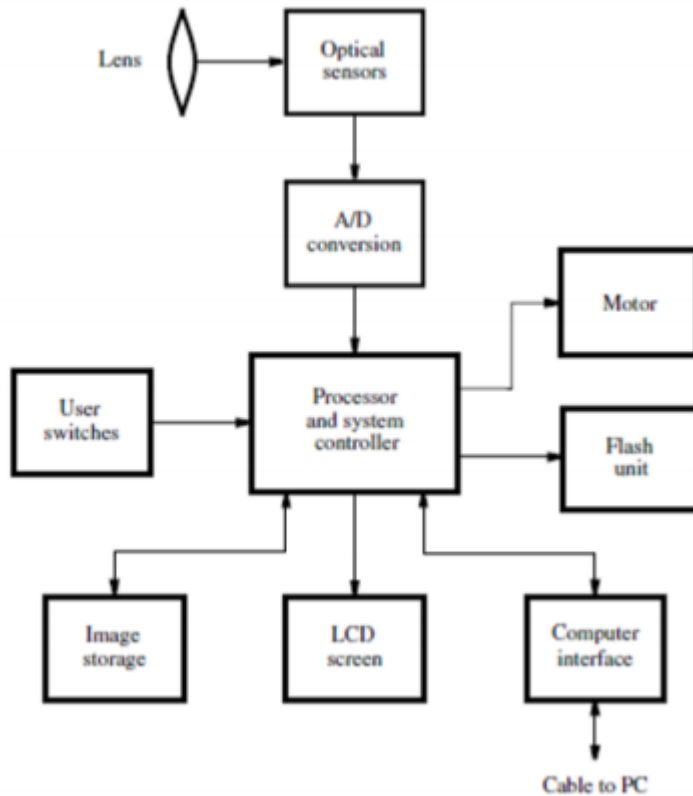 Lens
Optical
sensors
A/D
conversion
Motor
User
switches
Processor
and system
controller
Flash
unit
Image
storage
LCD
screen
Computer
interface
Cable to PC